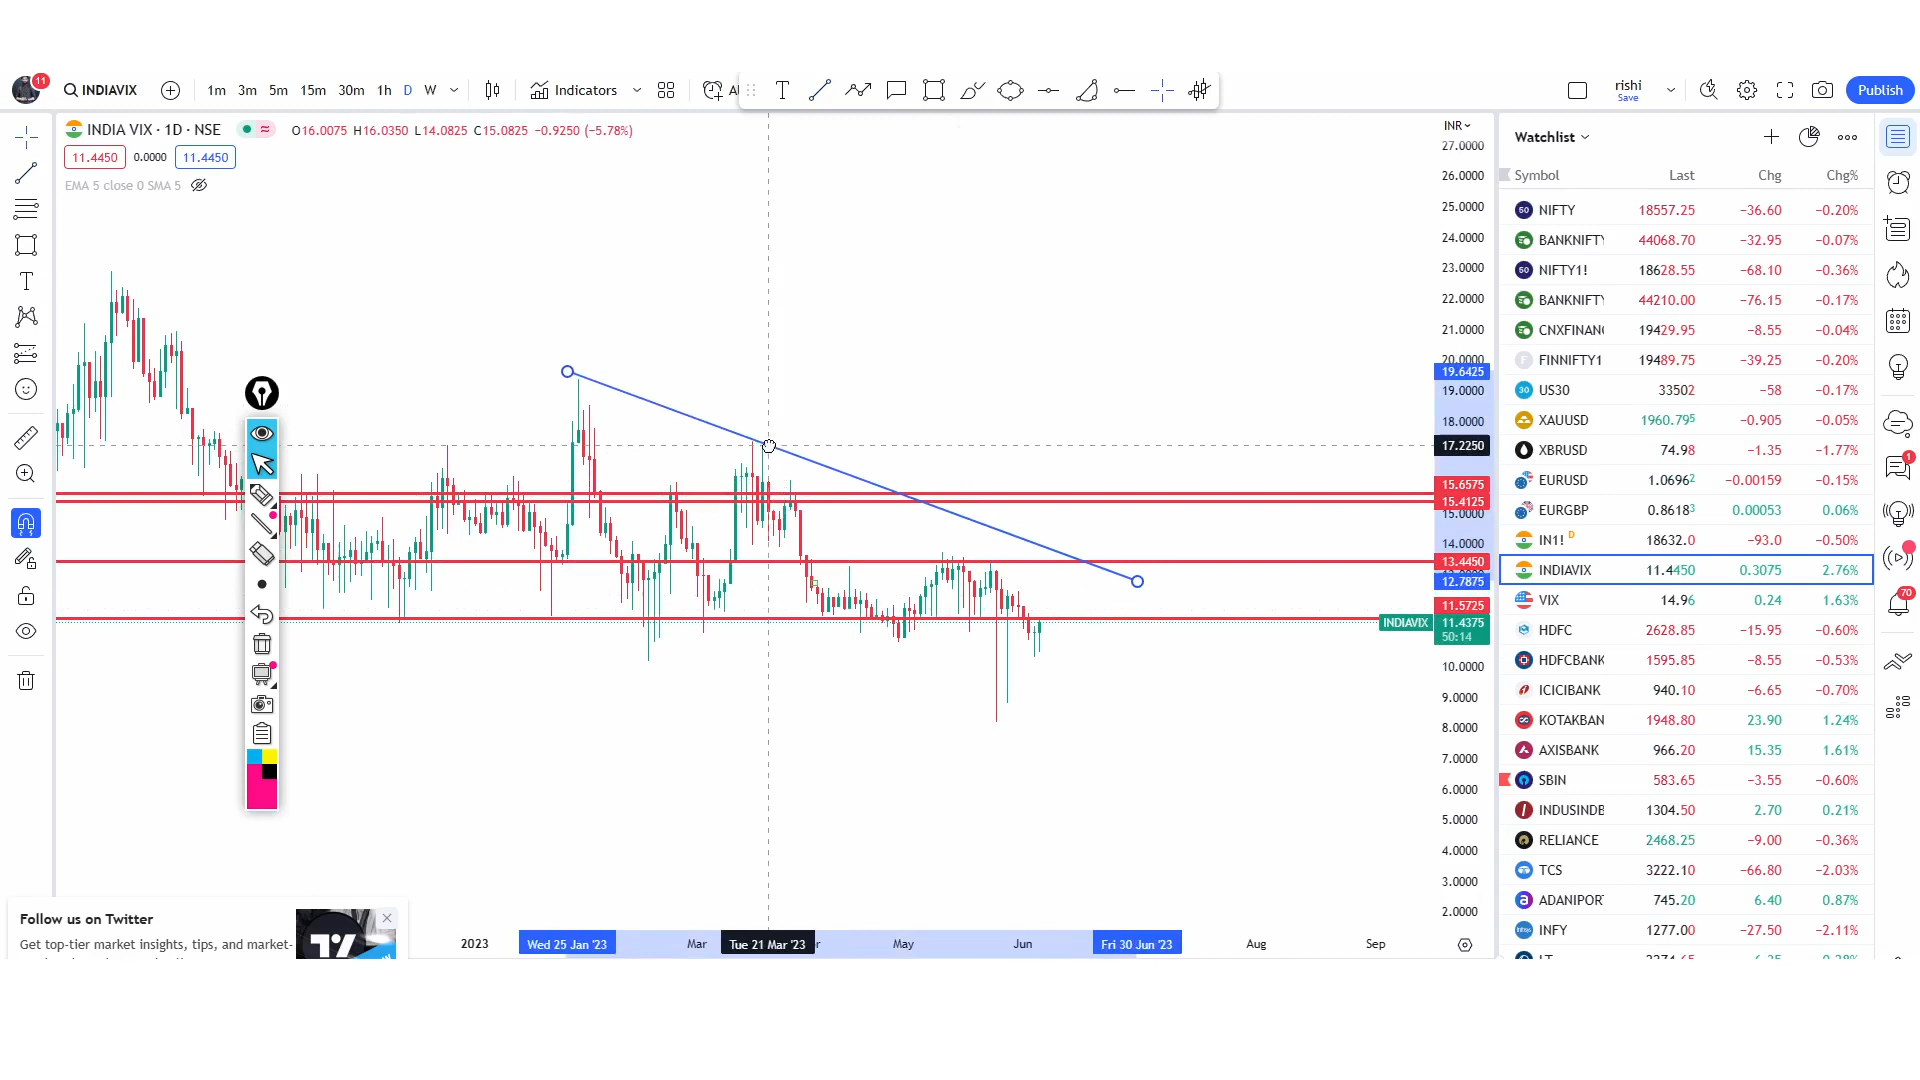 11
INDIAVIX
1m 3m 5m 15m 30m 1h D W
Indicators
Al
rishi
Save
Publish
INDIA VIX · 1D · NSE
O16.0075 H16.0350 L14.0825 C15.0825 −0.9250 (−5.78%)
11.4450 0.0000 11.4450
EMA 5 close 0 SMA 5
INR
27.0000
26.0000
25.0000
24.0000
23.0000
22.0000
21.0000
20.0000
19.6425
19.0000
18.0000
17.2250
15.6575
15.4125
15.0000
14.0000
13.4450
12.7875
11.5725
INDIAVIX 11.4375
50:14
10.0000
9.0000
8.0000
7.0000
6.0000
5.0000
4.0000
3.0000
2.0000
2023 Wed 25 Jan '23 Mar Tue 21 Mar '23 May Jun Fri 30 Jun '23 Aug Sep
Follow us on Twitter
Get top-tier market insights, tips, and market-
Watchlist
Symbol Last Chg Chg%
50 NIFTY 18557.25 −36.60 −0.20%
BANKNIFTY 44068.70 −32.95 −0.07%
50 NIFTY1! 18628.55 −68.10 −0.36%
BANKNIFTY 44210.00 −76.15 −0.17%
CNXFINAN 19429.95 −8.55 −0.04%
F FINNIFTY1 19489.75 −39.25 −0.20%
30 US30 33502 −58 −0.17%
XAUUSD 1960.795 −0.905 −0.05%
XBRUSD 74.98 −1.35 −1.77%
EURUSD 1.06962 −0.00159 −0.15%
EURGBP 0.86183 0.00053 0.06%
IN1! D 18632.0 −93.0 −0.50%
INDIAVIX 11.4450 0.3075 2.76%
VIX 14.96 0.24 1.63%
HDFC 2628.85 −15.95 −0.60%
HDFCBANK 1595.85 −8.55 −0.53%
ICICIBANK 940.10 −6.65 −0.70%
KOTAKBAN 1948.80 23.90 1.24%
AXISBANK 966.20 15.35 1.61%
SBIN 583.65 −3.55 −0.60%
INDUSINDB 1304.50 2.70 0.21%
RELIANCE 2468.25 −9.00 −0.36%
TCS 3222.10 −66.80 −2.03%
a ADANIPOR 745.20 6.40 0.87%
INFY 1277.00 −27.50 −2.11%
1
70